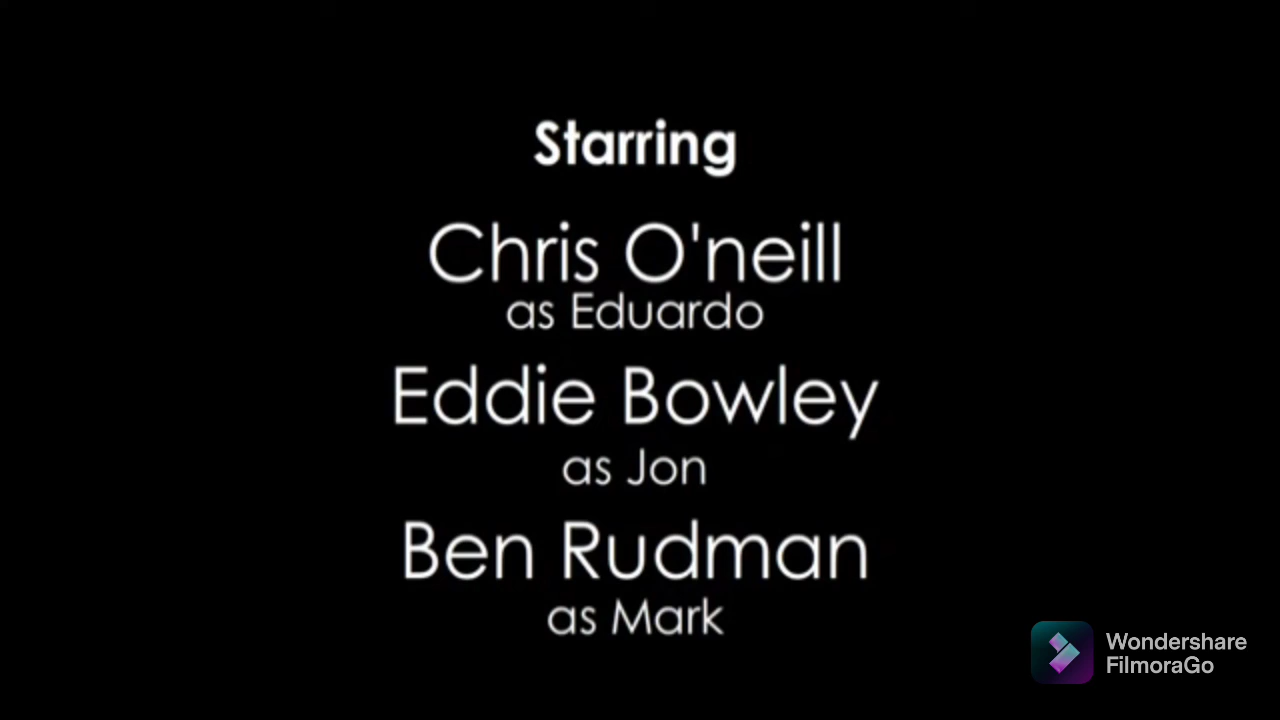 Starring
Chris O'neill
as Eduardo
Eddie Bowley
as Jon
Ben Rudman
as Mark
Wondershare
FilmoraGo